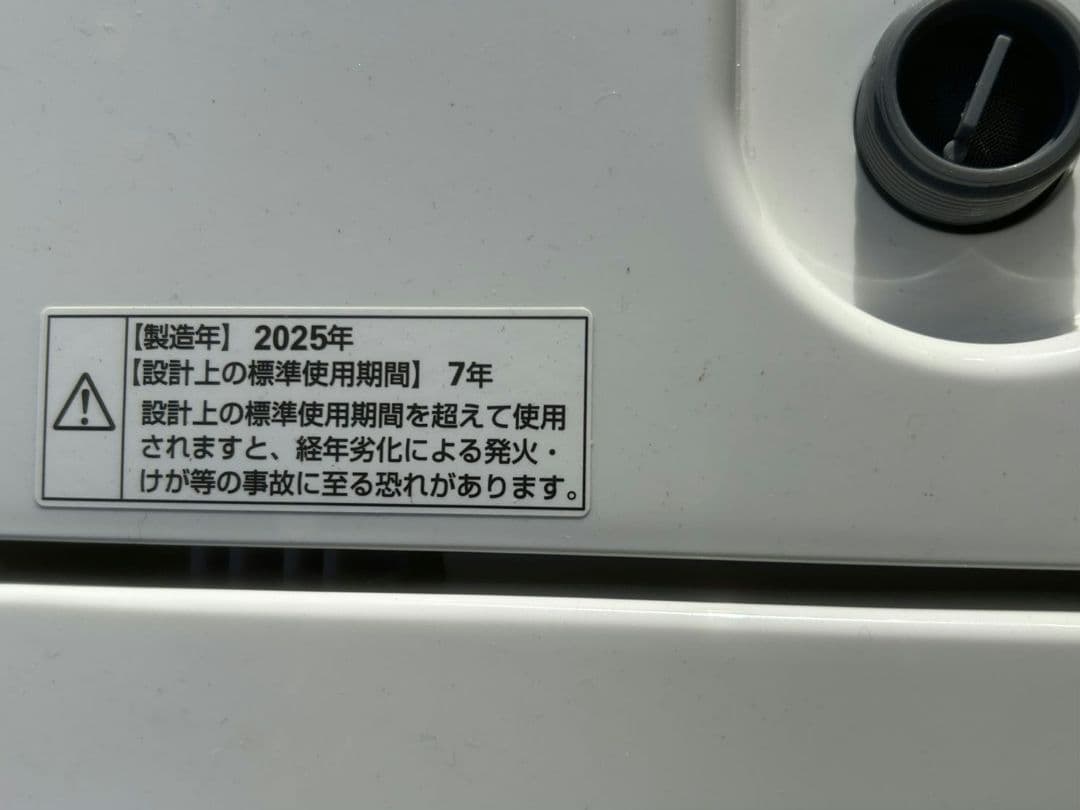 【製造年】 2025年
【設計上の標準使用期間】 7年
設計上の標準使用期間を超えて使用
されますと、経年劣化による発火・
けが等の事故に至る恐れがあります。